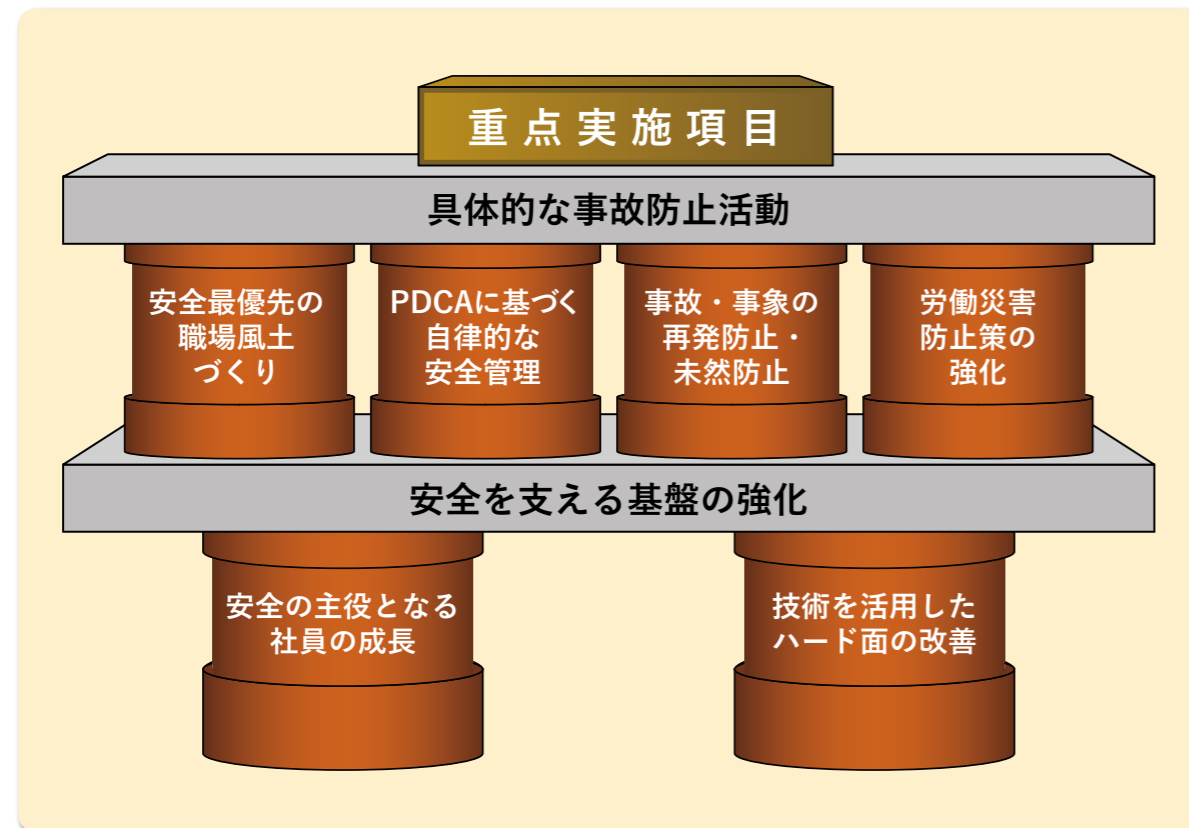 重点実施項目
具体的な事故防止活動
安全最優先の
職場風土
づくり
PDCAに基づく
自律的な
安全管理
事故・事象の
再発防止・
未然防止
労働災害
防止策の
強化
安全を支える基盤の強化
安全の主役となる
社員の成長
技術を活用した
ハード面の改善